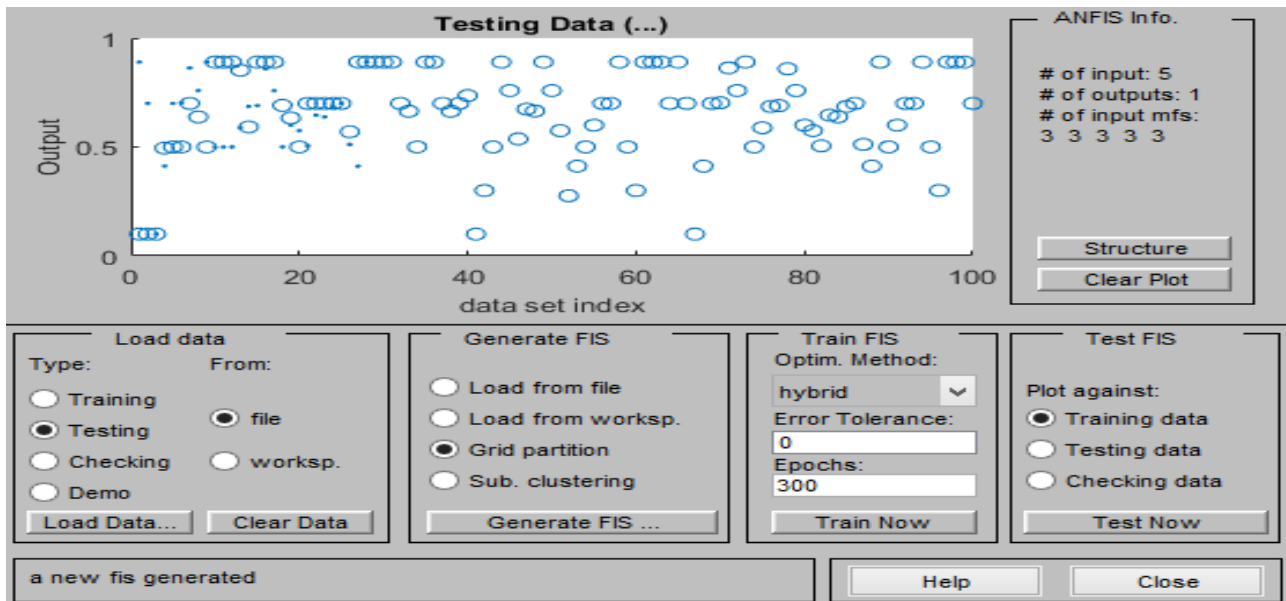 Testing Data (...)
1
0.5
0
Output
0
20
40
60
80
100
data set index
ANFIS Info.
# of input: 5
# of outputs: 1
# of input mfs:
3 3 3 3 3
Structure
Clear Plot
Load data
Type:
From:
Training
Testing
Checking
Demo
file
worksp.
Load Data...
Clear Data
Generate FIS
Load from file
Load from worksp.
Grid partition
Sub. clustering
Generate FIS ...
Train FIS
Optim. Method:
hybrid
Error Tolerance:
0
Epochs:
300
Train Now
Test FIS
Plot against:
Training data
Testing data
Checking data
Test Now
a new fis generated
Help
Close